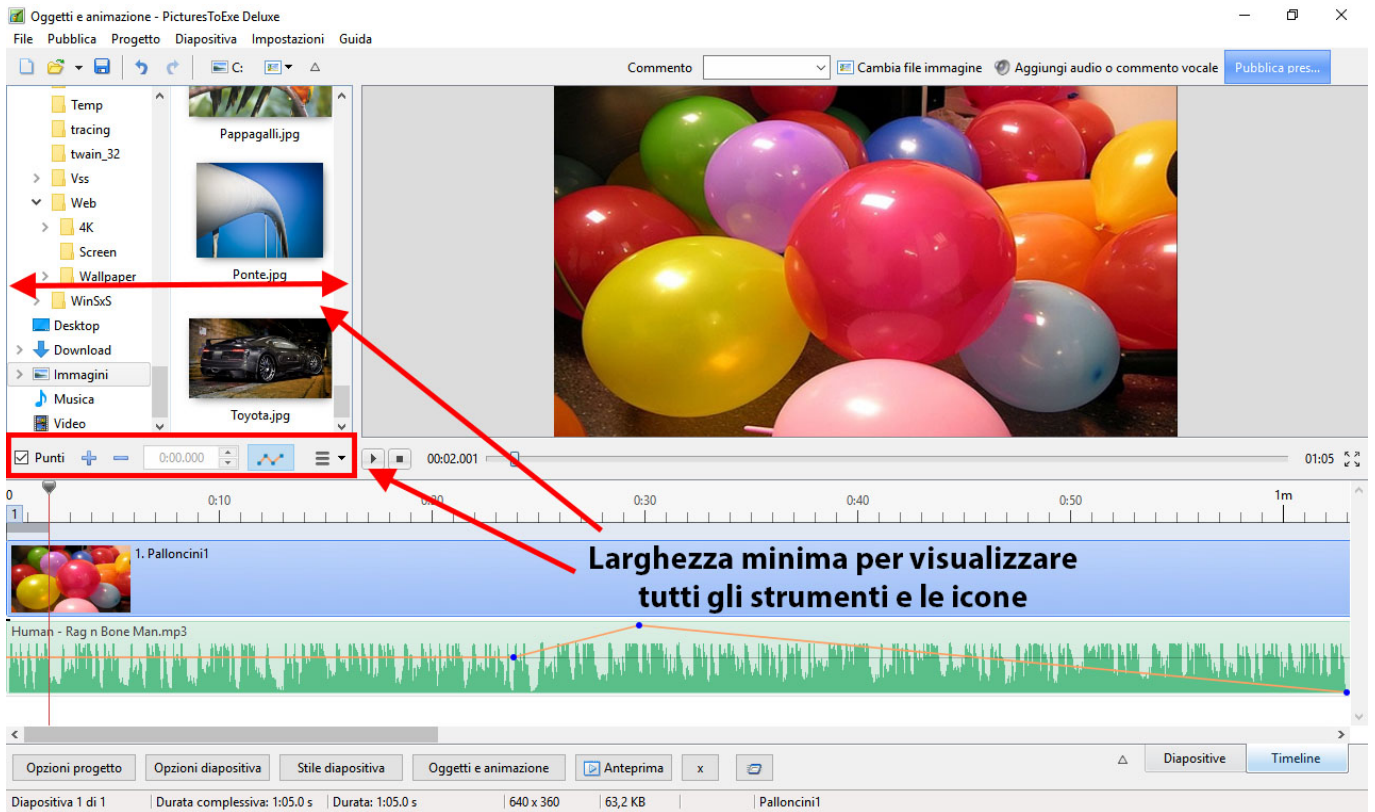 Oggetti e animazione - PicturesToExe Deluxe
File Pubblica Progetto Diapositiva Impostazioni Guida
C: Commento Cambia file immagine Aggiungi audio o commento vocale Pubblica pres...
Temp
tracing
twain_32
Vss
Web
4K
Screen
Wallpaper
WinSxS
Desktop
Download
Immagini
Musica
Video
Pappagalli.jpg
Ponte.jpg
Toyota.jpg
Punti 0:00.000 00:02.001 01:05
0 0:10 0:20 0:30 0:40 0:50 1m
1
1. Palloncini1
Larghezza minima per visualizzare
tutti gli strumenti e le icone
Human - Rag n Bone Man.mp3
Opzioni progetto Opzioni diapositiva Stile diapositiva Oggetti e animazione Anteprima x Diapositive Timeline
Diapositiva 1 di 1 Durata complessiva: 1:05.0 s Durata: 1:05.0 s 640 x 360 63,2 KB Palloncini1